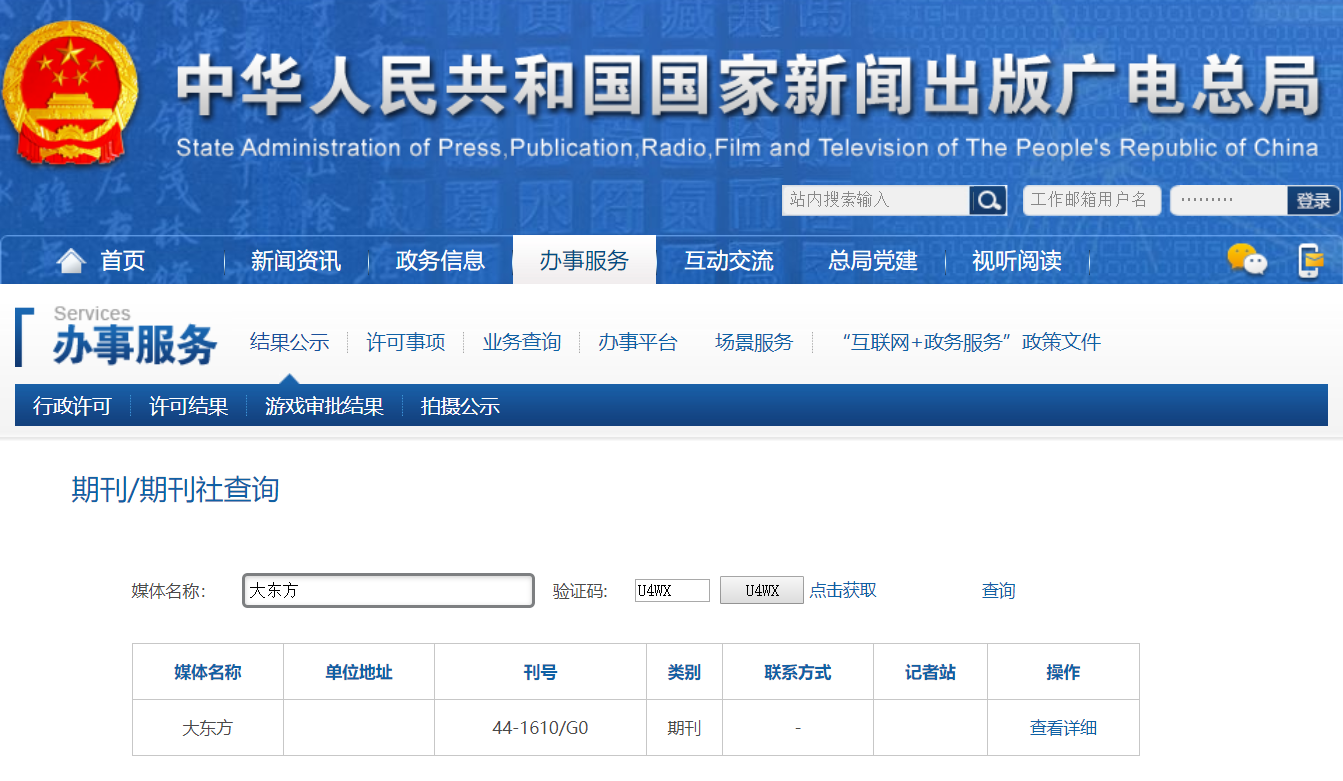 中华人民共和国国家新闻出版广电总局
State Administration of Press,Publication,Radio,Film and Television of The People's Republic of China
站内搜索输入 工作邮箱用户名 ········· 登录
首页 新闻资讯 政务信息 办事服务 互动交流 总局党建 视听阅读
Services
办事服务 结果公示 许可事项 业务查询 办事平台 场景服务 “互联网+政务服务”政策文件
行政许可 许可结果 游戏审批结果 拍摄公示
期刊/期刊社查询
媒体名称: 大东方 验证码: U4WX U4WX 点击获取 查询
媒体名称 单位地址 刊号 类别 联系方式 记者站 操作
大东方 44-1610/G0 期刊 - 查看详细